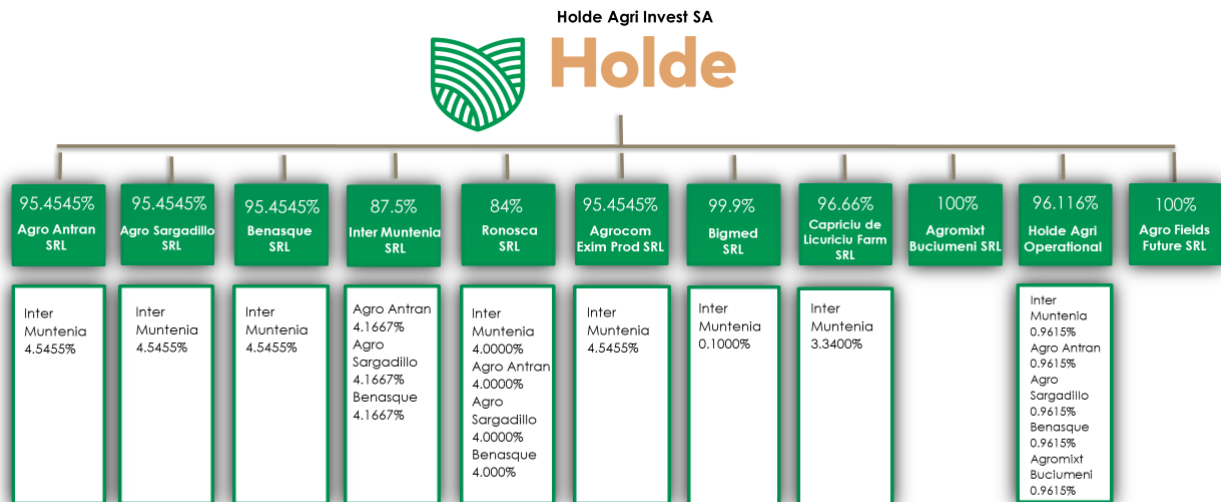 Holde Agri Invest SA
Holde
95.4545%
Agro Antran
SRL
95.4545%
Agro Sargadillo
SRL
95.4545%
Benasque
SRL
87.5%
Inter Muntenia
SRL
84%
Ronosca
SRL
95.4545%
Agrocom
Exim Prod SRL
99.9%
Bigmed
SRL
96.66%
Capriciu de
Licuriciu Farm
SRL
100%
Agromixt
Buciumeni SRL
96.116%
Holde Agri
Operational
100%
Agro Fields
Future SRL
Inter
Muntenia
4.5455%
Inter
Muntenia
4.5455%
Inter
Muntenia
4.5455%
Agro Antran
4.1667%
Agro
Sargadillo
4.1667%
Benasque
4.1667%
Inter
Muntenia
4.0000%
Agro Antran
4.0000%
Agro
Sargadillo
4.0000%
Benasque
4.000%
Inter
Muntenia
4.5455%
Inter
Muntenia
0.1000%
Inter
Muntenia
3.3400%
Inter
Muntenia
0.9615%
Agro Antran
0.9615%
Agro
Sargadillo
0.9615%
Benasque
0.9615%
Agromixt
Buciumeni
0.9615%